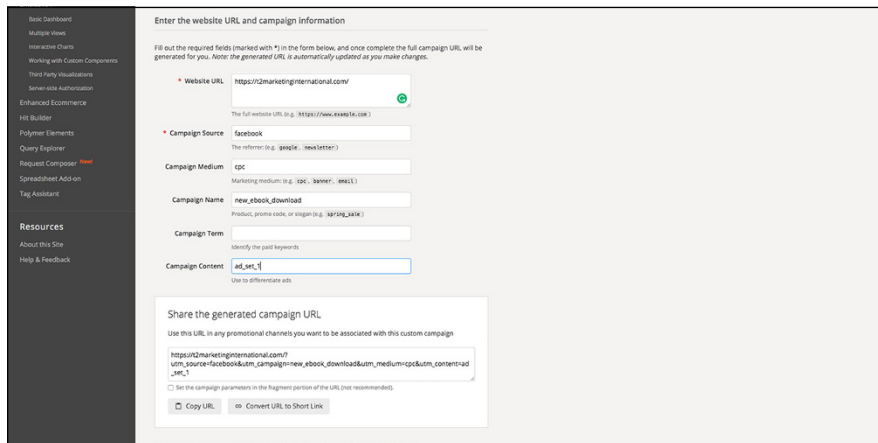 Basic Dashboard
Multiple Views
Interactive Charts
Working with Custom Components
Third Party Visualizations
Server-side Authorization
Enhanced Ecommerce
Hit Builder
Polymer Elements
Query Explorer
Request Composer New!
Spreadsheet Add-on
Tag Assistant
Resources
About this Site
Help & Feedback
Enter the website URL and campaign information
Fill out the required fields (marked with *) in the form below, and once complete the full campaign URL will be
generated for you. Note: the generated URL is automatically updated as you make changes.
* Website URL https://t2marketinginternational.com/
The full website URL (e.g. https://www.example.com )
* Campaign Source facebook
The referrer: (e.g. google , newsletter )
Campaign Medium cpc
Marketing medium: (e.g. cpc , banner , email )
Campaign Name new_ebook_download
Product, promo code, or slogan (e.g. spring_sale )
Campaign Term
Identify the paid keywords
Campaign Content ad_set_1
Use to differentiate ads
Share the generated campaign URL
Use this URL in any promotional channels you want to be associated with this custom campaign
https://t2marketinginternational.com/?
utm_source=facebook&utm_campaign=new_ebook_download&utm_medium=cpc&utm_content=ad
_set_1
Set the campaign parameters in the fragment portion of the URL (not recommended).
Copy URL
Convert URL to Short Link